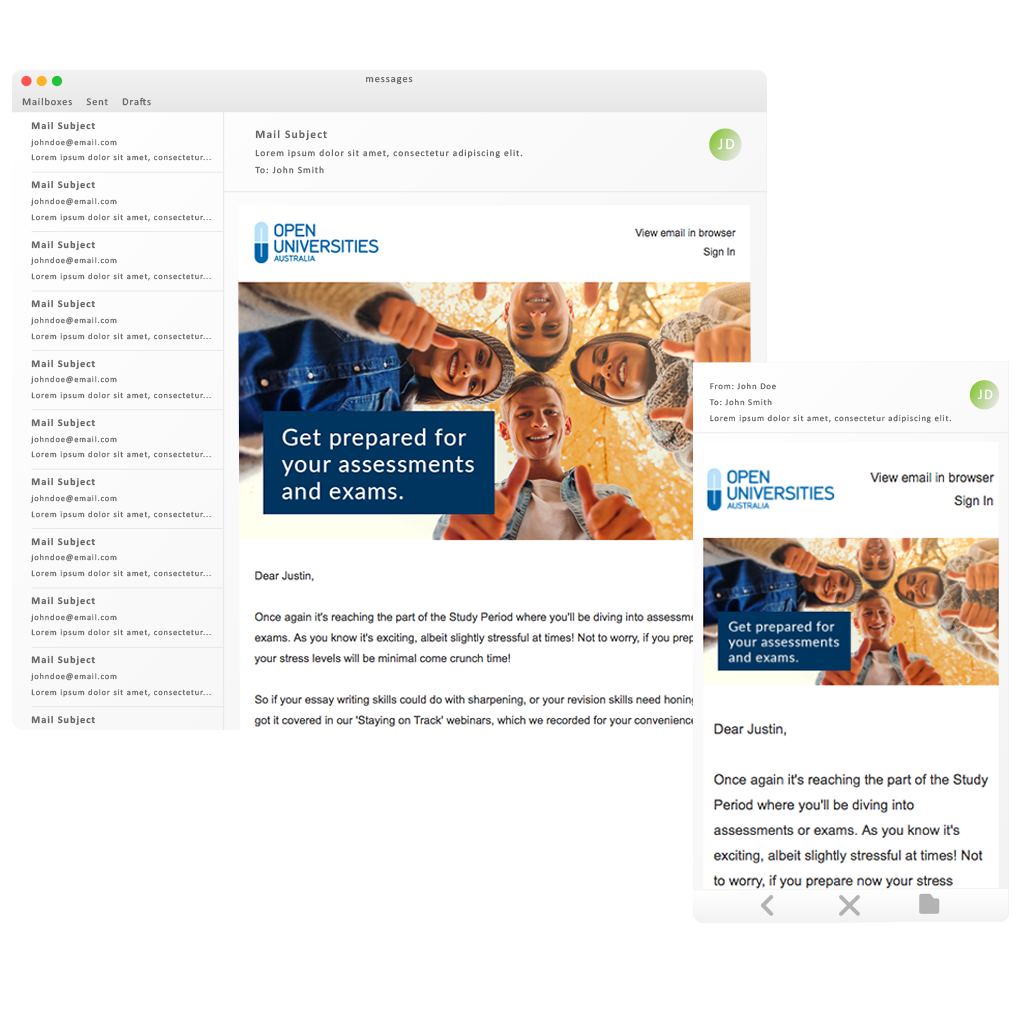 messages
Mailboxes Sent Drafts
Mail Subject
johndoe@email.com
Lorem ipsum dolor sit amet, consectetur...
Mail Subject
johndoe@email.com
Lorem ipsum dolor sit amet, consectetur...
Mail Subject
johndoe@email.com
Lorem ipsum dolor sit amet, consectetur...
Mail Subject
johndoe@email.com
Lorem ipsum dolor sit amet, consectetur...
Mail Subject
johndoe@email.com
Lorem ipsum dolor sit amet, consectetur...
Mail Subject
johndoe@email.com
Lorem ipsum dolor sit amet, consectetur...
Mail Subject
johndoe@email.com
Lorem ipsum dolor sit amet, consectetur...
Mail Subject
johndoe@email.com
Lorem ipsum dolor sit amet, consectetur...
Mail Subject
johndoe@email.com
Lorem ipsum dolor sit amet, consectetur...
Mail Subject
johndoe@email.com
Lorem ipsum dolor sit amet, consectetur...
Mail Subject
Mail Subject
Lorem ipsum dolor sit amet, consectetur adipiscing elit.
To: John Smith
JD
OPEN
UNIVERSITIES
AUSTRALIA
View email in browser
Sign In
Get prepared for
your assessments
and exams.
Dear Justin,
Once again it's reaching the part of the Study Period where you'll be diving into assessme
exams. As you know it's exciting, albeit slightly stressful at times! Not to worry, if you prep
your stress levels will be minimal come crunch time!
So if your essay writing skills could do with sharpening, or your revision skills need honing
got it covered in our 'Staying on Track' webinars, which we recorded for your convenience
From: John Doe
To: John Smith
Lorem ipsum dolor sit amet, consectetur adipiscing elit.
JD
OPEN
UNIVERSITIES
AUSTRALIA
View email in browser
Sign In
Get prepared for
your assessments
and exams.
Dear Justin,
Once again it's reaching the part of the Study
Period where you'll be diving into
assessments or exams. As you know it's
exciting, albeit slightly stressful at times! Not
to worry, if you prepare now your stress